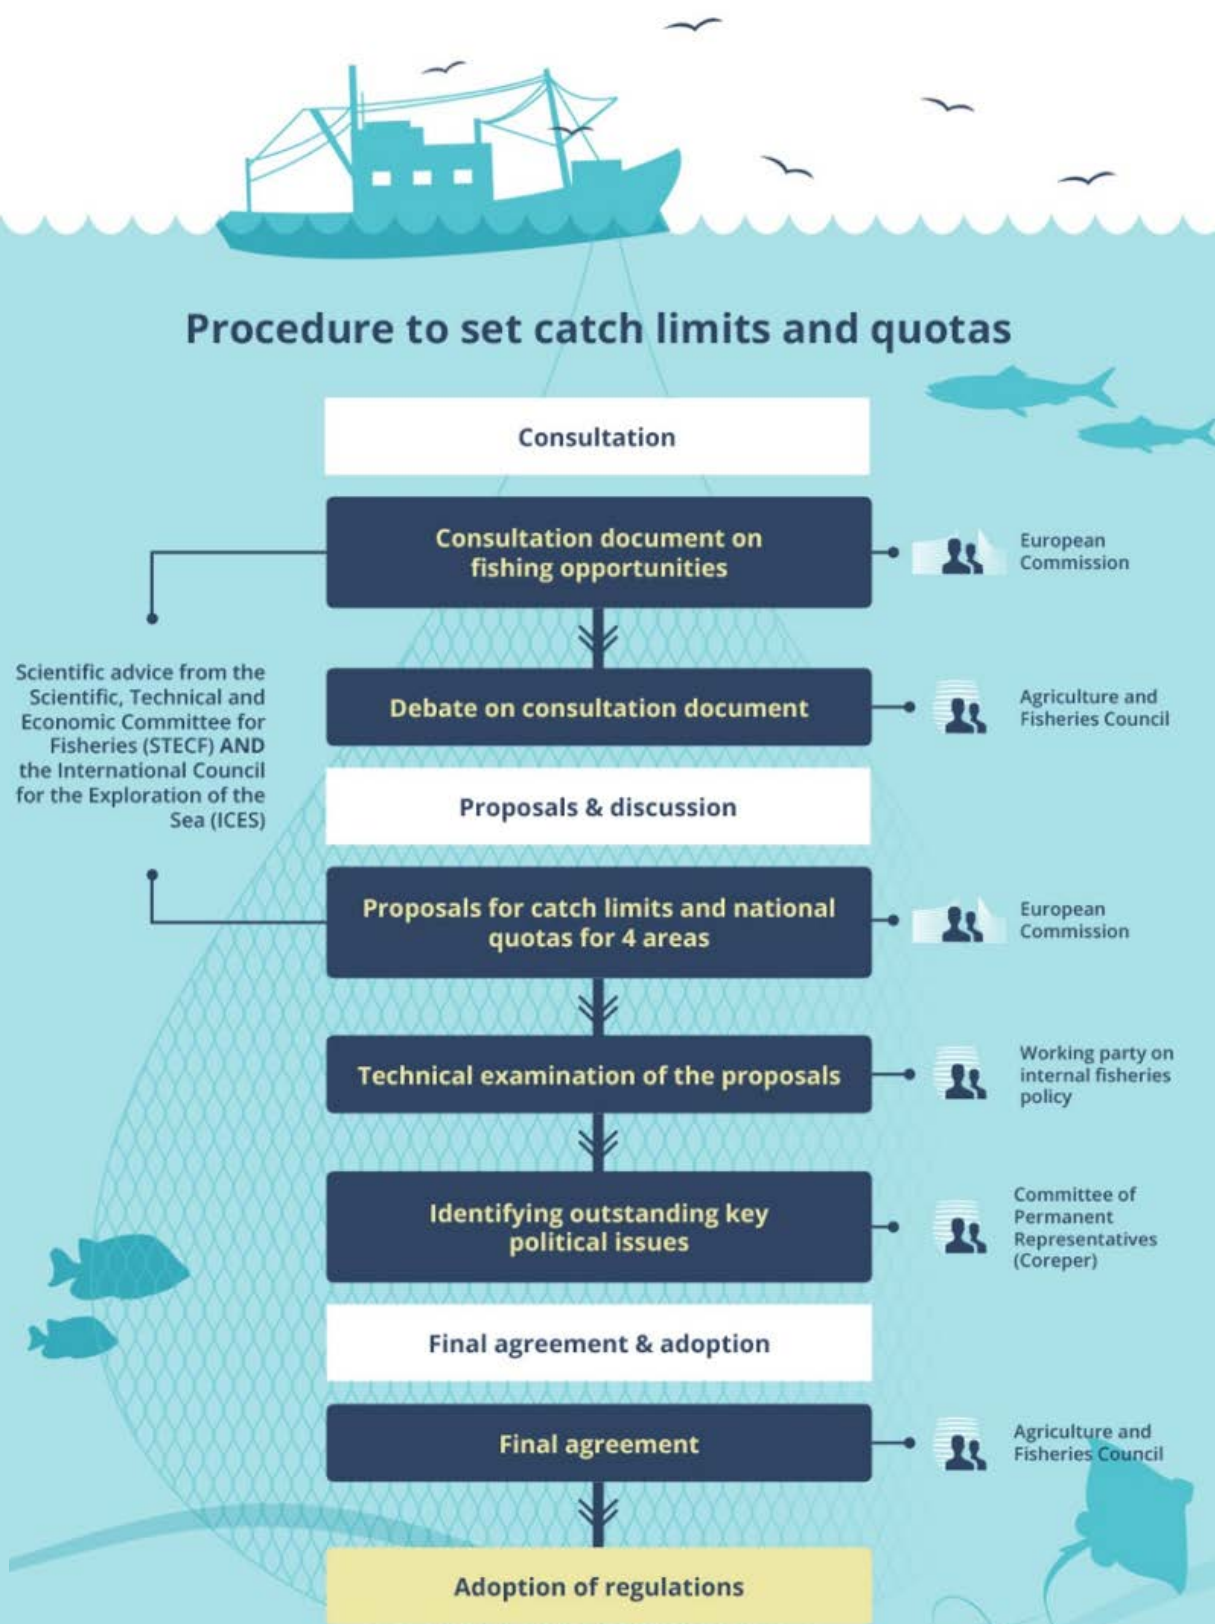 Procedure to set catch limits and quotas
Consultation
Consultation document on
fishing opportunities
European
Commission
Scientific advice from the
Scientific, Technical and
Economic Committee for
Fisheries (STECF) AND
the International Council
for the Exploration of the
Sea (ICES)
Debate on consultation document
Agriculture and
Fisheries Council
Proposals & discussion
Proposals for catch limits and national
quotas for 4 areas
European
Commission
Technical examination of the proposals
Working party on
internal fisheries
policy
Identifying outstanding key
political issues
Committee of
Permanent
Representatives
(Coreper)
Final agreement & adoption
Final agreement
Agriculture and
Fisheries Council
Adoption of regulations